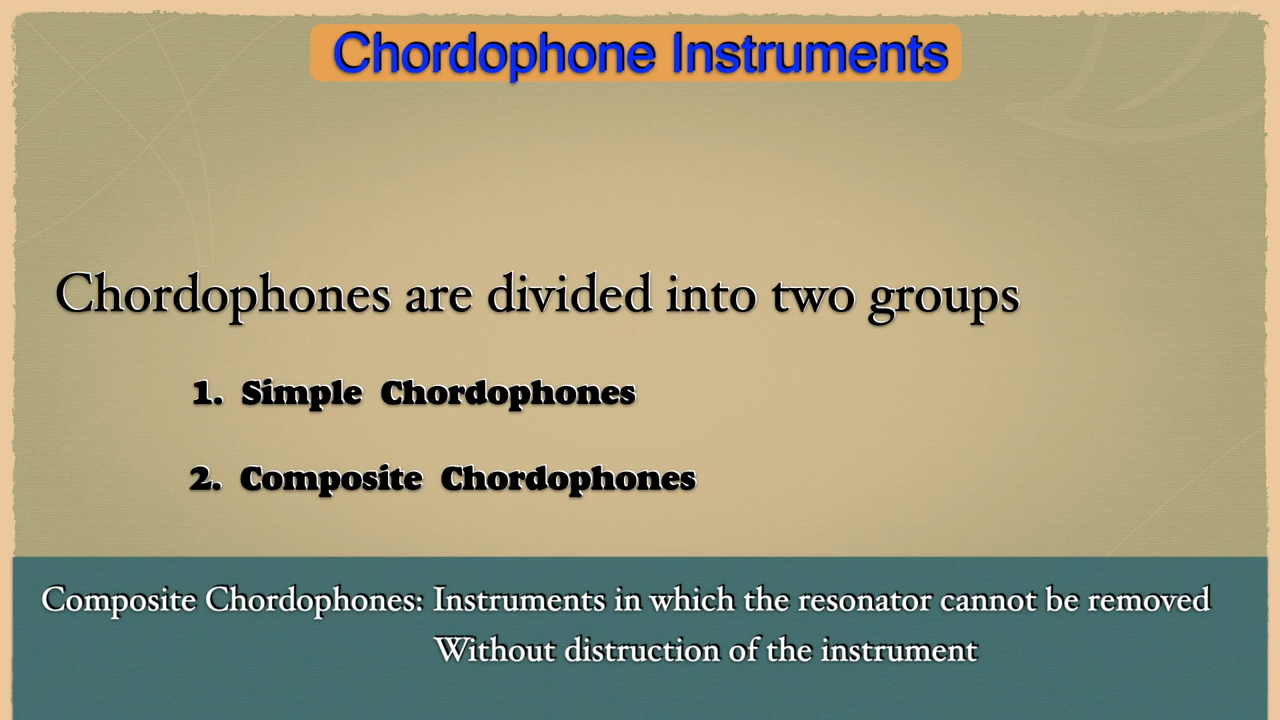 Chordophone Instruments
Chordophones are divided into two groups
1. Simple Chordophones
2. Composite Chordophones
Composite Chordophones: Instruments in which the resonator cannot be removed
Without distruction of the instrument